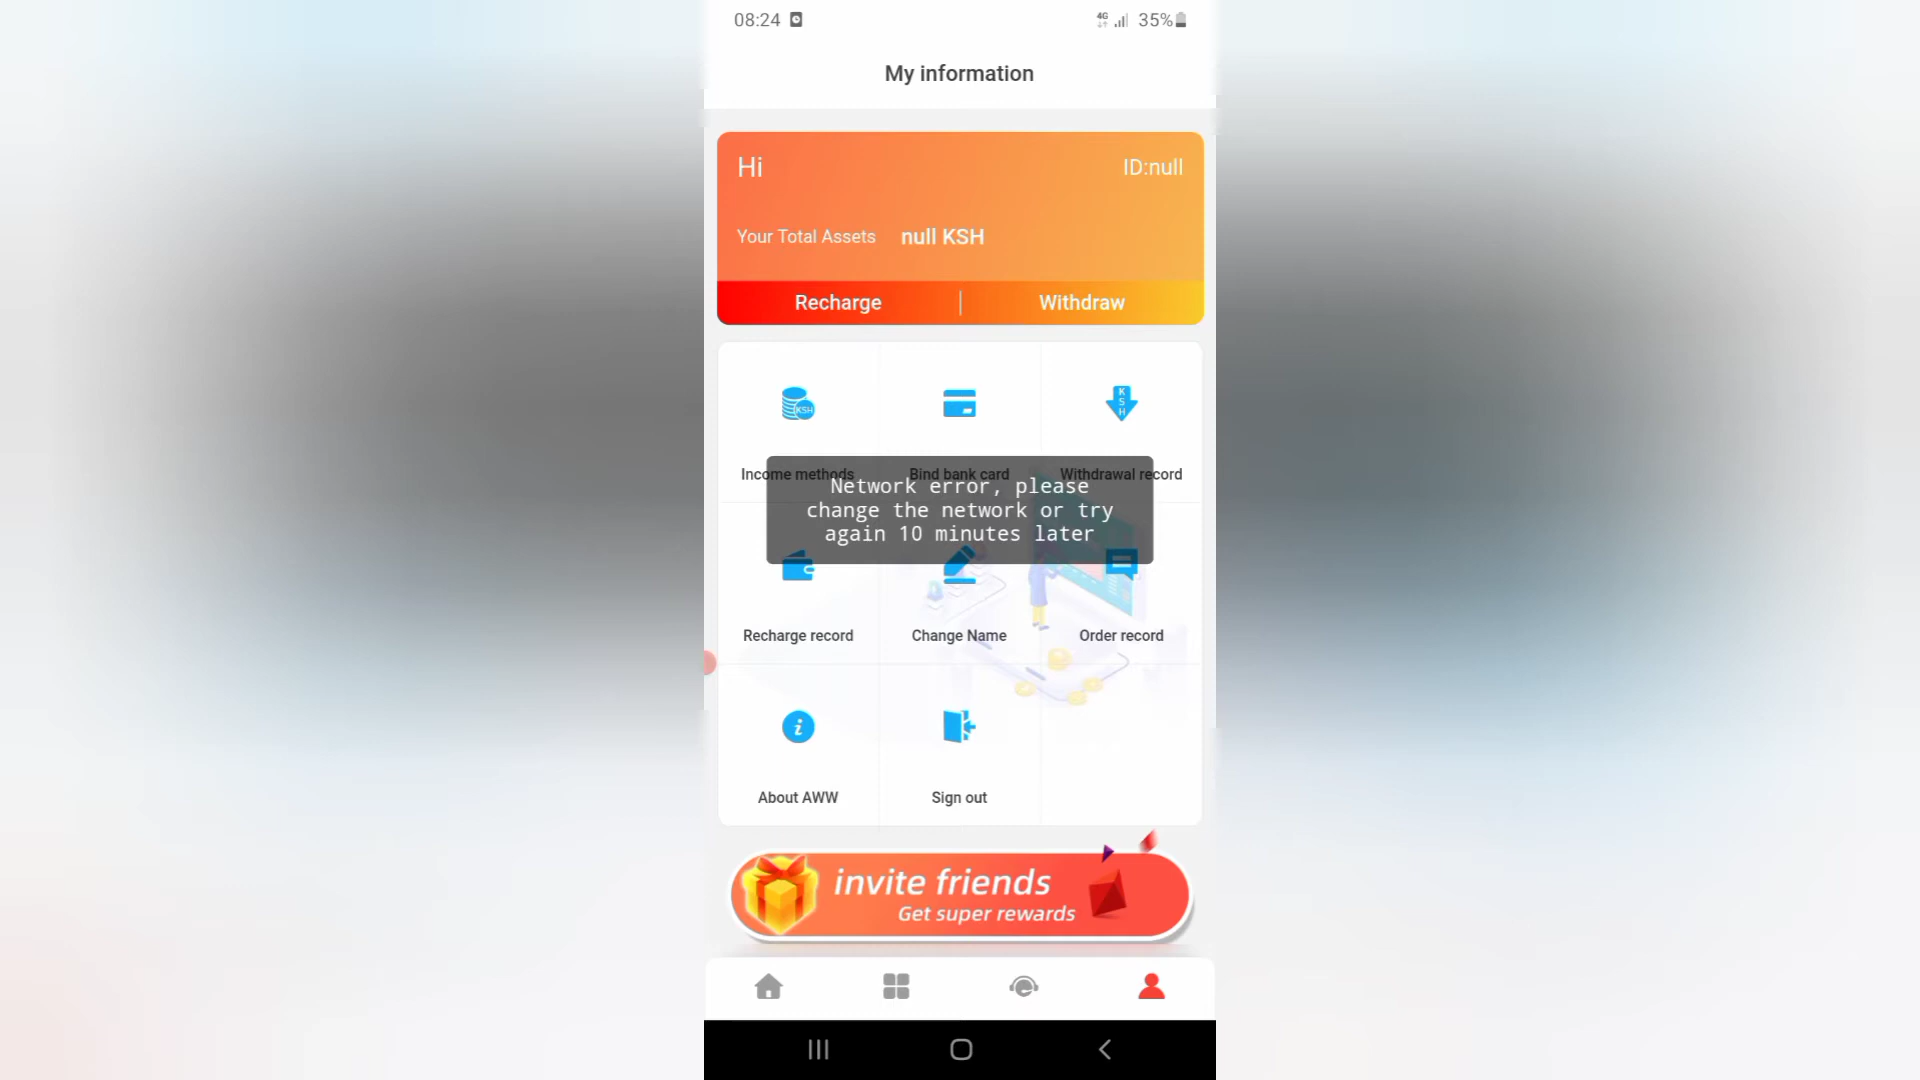 08:24
4G
35%
My information
Hi
ID:null
Your Total Assets
null KSH
Recharge
Withdraw
KSH
K
S
H
Income methods
Bind bank card
Withdrawal record
Network error, please
change the network or try
again 10 minutes later
Recharge record
Change Name
Order record
i
About AWW
Sign out
invite friends
Get super rewards